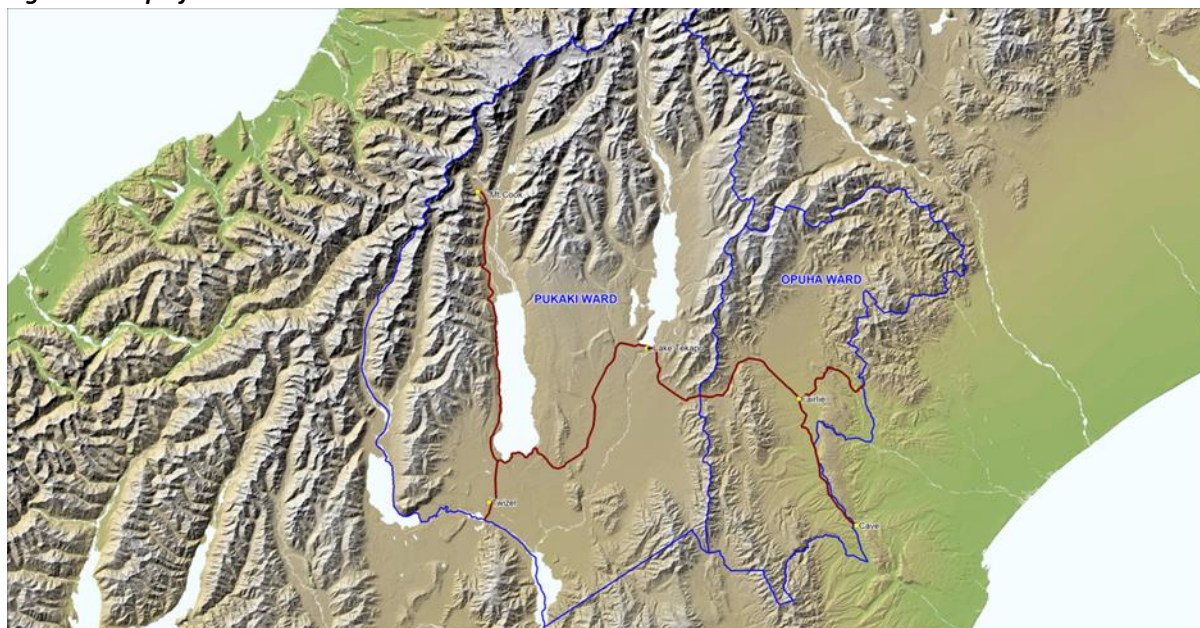 Mt Cook
PUKAKI WARD
OPUHA WARD
Lake Tekapo
Fairlie
Twizel
Cave